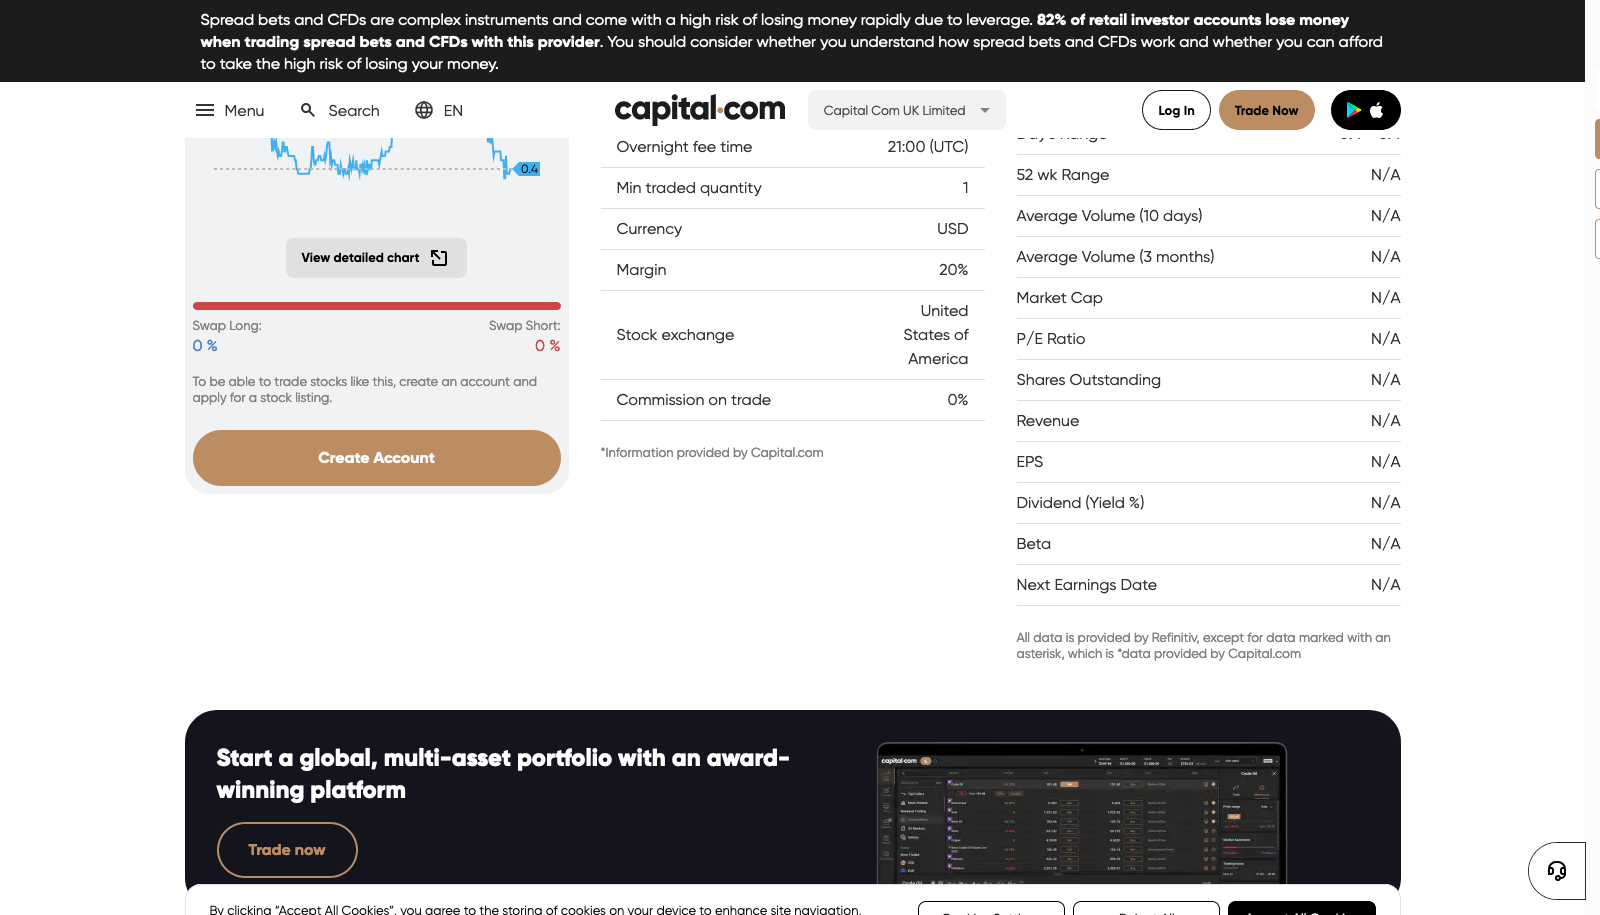 Spread bets and CFDs are complex instruments and come with a high risk of losing money rapidly due to leverage. 82% of retail investor accounts lose money
when trading spread bets and CFDs with this provider. You should consider whether you understand how spread bets and CFDs work and whether you can afford
to take the high risk of losing your money.
Menu
Search
EN
capital.com
Capital Com UK Limited
Log In
Trade Now
0.4
View detailed chart
Swap Long:
Swap Short:
0 %
0 %
To be able to trade stocks like this, create an account and
apply for a stock listing.
Create Account
Overnight fee time
21:00 (UTC)
Min traded quantity
1
Currency
USD
Margin
20%
Stock exchange
United
States of
America
Commission on trade
0%
*Information provided by Capital.com
52 wk Range
N/A
Average Volume (10 days)
N/A
Average Volume (3 months)
N/A
Market Cap
N/A
P/E Ratio
N/A
Shares Outstanding
N/A
Revenue
N/A
EPS
N/A
Dividend (Yield %)
N/A
Beta
N/A
Next Earnings Date
N/A
All data is provided by Refinitiv, except for data marked with an
asterisk, which is *data provided by Capital.com
Start a global, multi-asset portfolio with an award-
winning platform
Trade now
capital.com
Crude Oil
By clicking “Accept All Cookies”, you agree to the storing of cookies on your device to enhance site navigation,